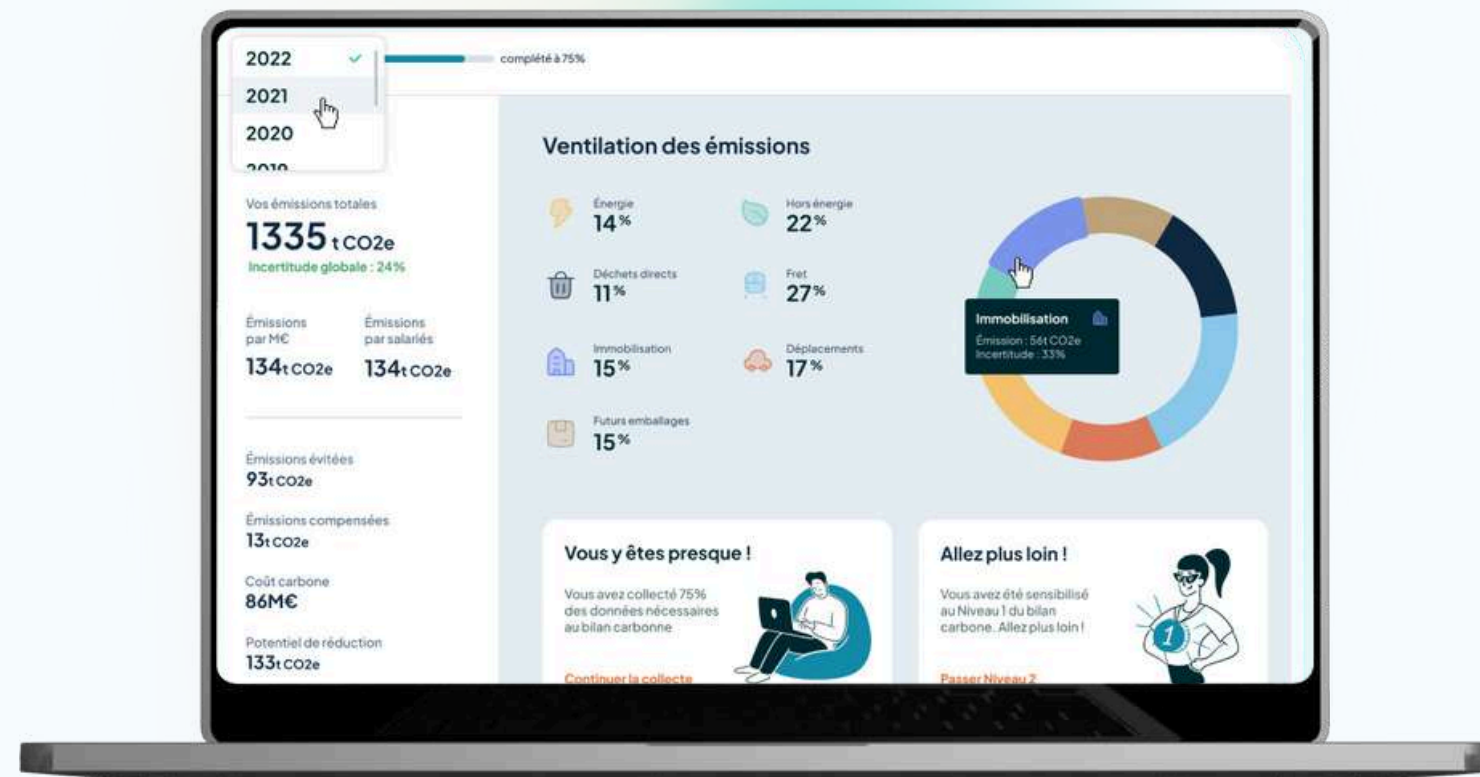 2022
complété à 75%
2021
2020
2019
Vos émissions totales
1335 t CO2e
Incertitude globale : 24%
Émissions
par M€
134t CO2e
Émissions
par salariés
134t CO2e
Émissions évitées
93t CO2e
Émissions compensées
13t CO2e
Coût carbone
86M€
Potentiel de réduction
133t CO2e
Ventilation des émissions
Énergie
14%
Hors énergie
22%
Déchets directs
11%
Fret
27%
Immobilisation
15%
Déplacements
17%
Futurs emballages
15%
Immobilisation
Émission : 56t CO2e
Incertitude : 33%
Vous y êtes presque !
Vous avez collecté 75%
des données nécessaires
au bilan carbonne
Continuer la collecte
Allez plus loin !
Vous avez été sensibilisé
au Niveau 1 du bilan
carbone. Allez plus loin !
1
Passer Niveau 2